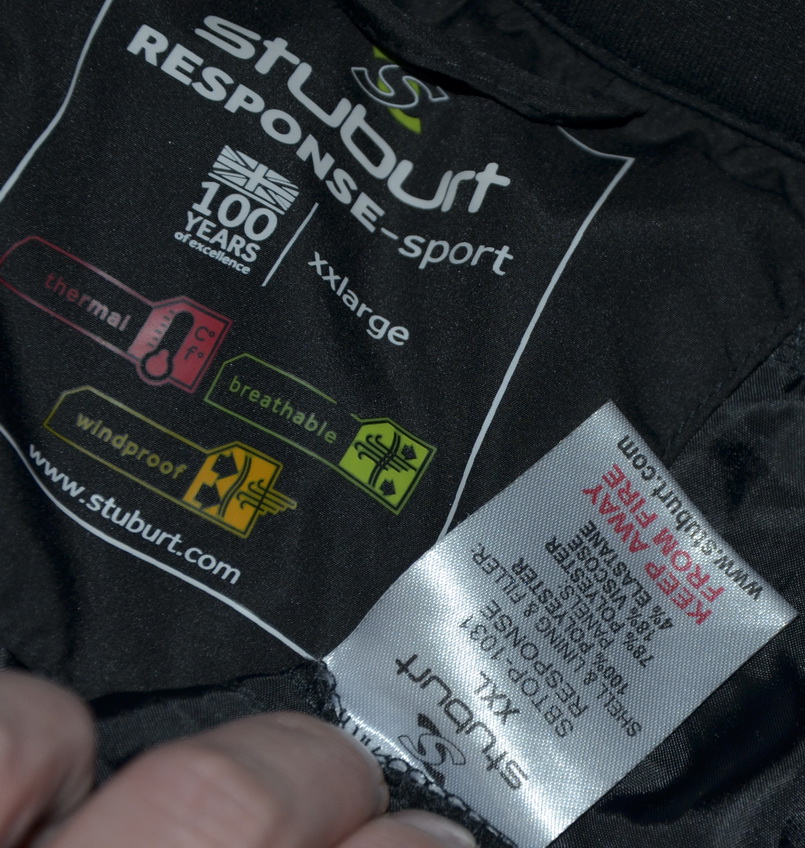 stuburt
RESPONSE-sport
100
YEARS
of excellence
xxlarge
thermal
C°
f°
breathable
windproof
www.stuburt.com
stuburt
XXL
SBTOP-1031
RESPONSE
SHELL & LINING & FILLER:
100% POLYESTER
PANELS:
78% POLYESTER
18% VISCOSE
4% ELASTANE
KEEP AWAY
FROM FIRE
www.stuburt.com